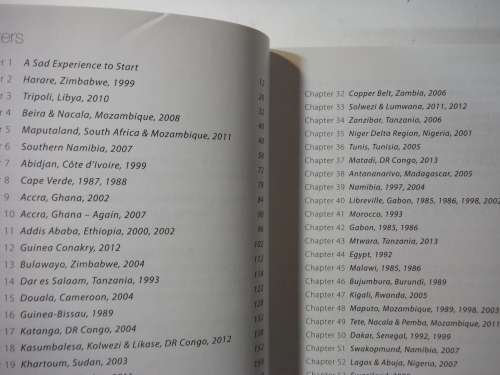 ters
er 1 A Sad Experience to Start
r 2 Harare, Zimbabwe, 1999
r 3 Tripoli, Libya, 2010
r 4 Beira & Nacala, Mozambique, 2008
r 5 Maputaland, South Africa & Mozambique, 2011
r 6 Southern Namibia, 2007
r 7 Abidjan, Côte d'Ivoire, 1999
r 8 Cape Verde, 1987, 1988
r 9 Accra, Ghana, 2002
10 Accra, Ghana – Again, 2007
11 Addis Ababa, Ethiopia, 2000, 2002
12 Guinea Conakry, 2012 102
13 Bulawayo, Zimbabwe, 2004 112
14 Dar es Salaam, Tanzania, 1993
15 Douala, Cameroon, 2004
16 Guinea-Bissau, 1989
17 Katanga, DR Congo, 2004
18 Kasumbalesa, Kolwezi & Likase, DR Congo, 2012
19 Khartoum, Sudan, 2003
Chapter 32 Copper Belt, Zambia, 2006
Chapter 33 Solwezi & Lumwana, 2011, 2012
Chapter 34 Zanzibar, Tanzania, 2006
Chapter 35 Niger Delta Region, Nigeria, 2001
Chapter 36 Tunis, Tunisia, 2005
Chapter 37 Matadi, DR Congo, 2013
Chapter 38 Antananarivo, Madagascar, 2005
Chapter 39 Namibia, 1997, 2004
Chapter 40 Libreville, Gabon, 1985, 1986, 1998, 2002
Chapter 41 Morocco, 1993
Chapter 42 Gabon, 1985, 1986
Chapter 43 Mtwara, Tanzania, 2013
Chapter 44 Egypt, 1992
Chapter 45 Malawi, 1985, 1986
Chapter 46 Bujumbura, Burundi, 1989
Chapter 47 Kigali, Rwanda, 2005
Chapter 48 Maputo, Mozambique, 1989, 1998, 2003
Chapter 49 Tete, Nacala & Pemba, Mozambique, 2011
Chapter 50 Dakar, Senegal, 1992, 1999
Chapter 51 Swakopmund, Namibia, 2007
Chapter 52 Lagos & Abuja, Nigeria, 2007